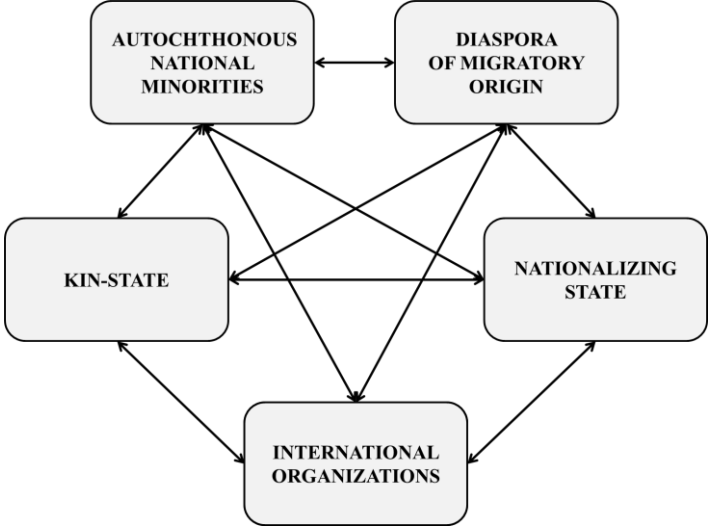 AUTOCHTHONOUS
NATIONAL
MINORITIES
DIASPORA
OF MIGRATORY
ORIGIN
KIN-STATE
NATIONALIZING
STATE
INTERNATIONAL
ORGANIZATIONS